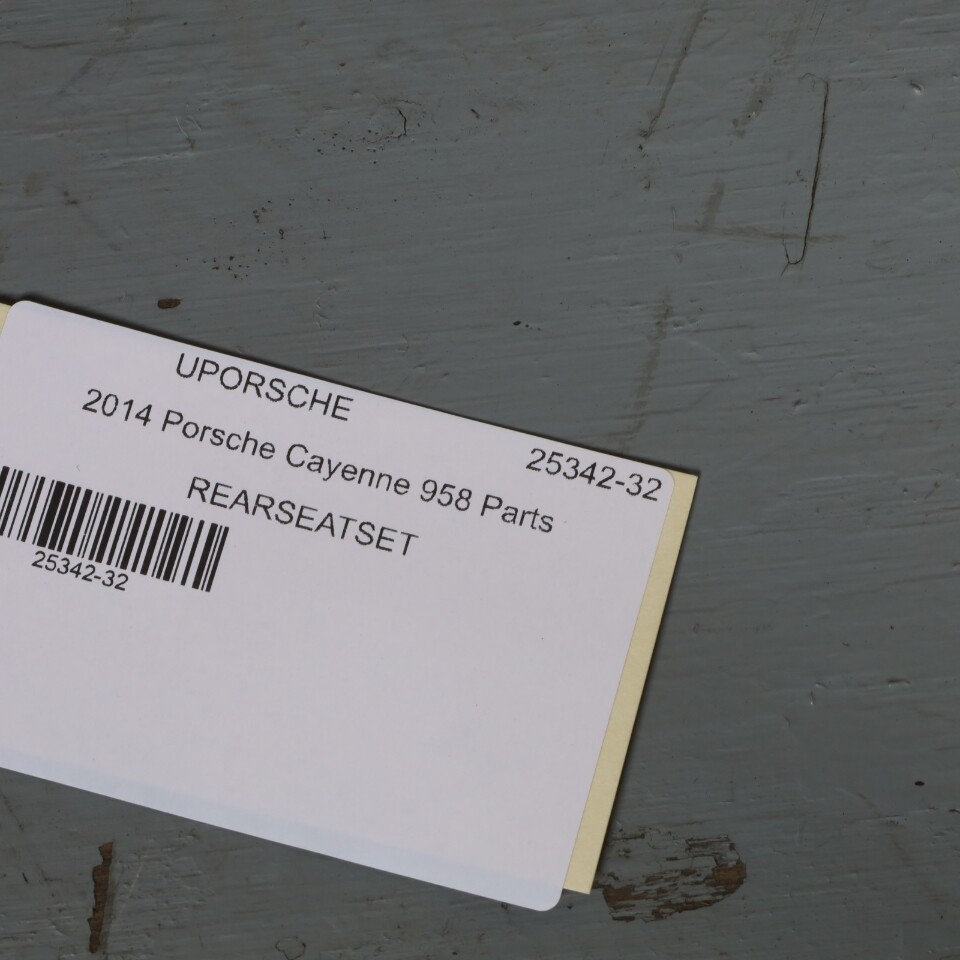 UPORSCHE
25342-32
2014 Porsche Cayenne 958 Parts
REARSEATSET
25342-32